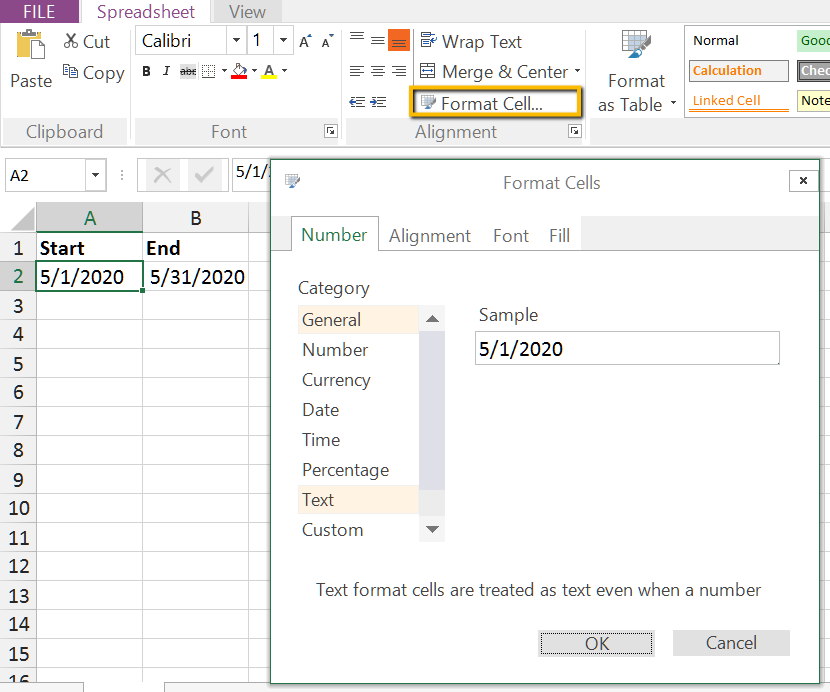 FILE Spreadsheet View
Cut Calibri 1 A A Wrap Text Normal
Paste Copy B I abc A Merge & Center Format as Table Calculation
Format Cell... Linked Cell Note
Clipboard Font Alignment
A2 5/1/
Format Cells
A B
Number Alignment Font Fill
1 Start End
2 5/1/2020 5/31/2020
Category
3
Sample
General
4
5/1/2020
Number
5
Currency
6
Date
7
Time
8
Percentage
9
Text
10
Custom
11
12
Text format cells are treated as text even when a number
13
14
OK Cancel
15
16